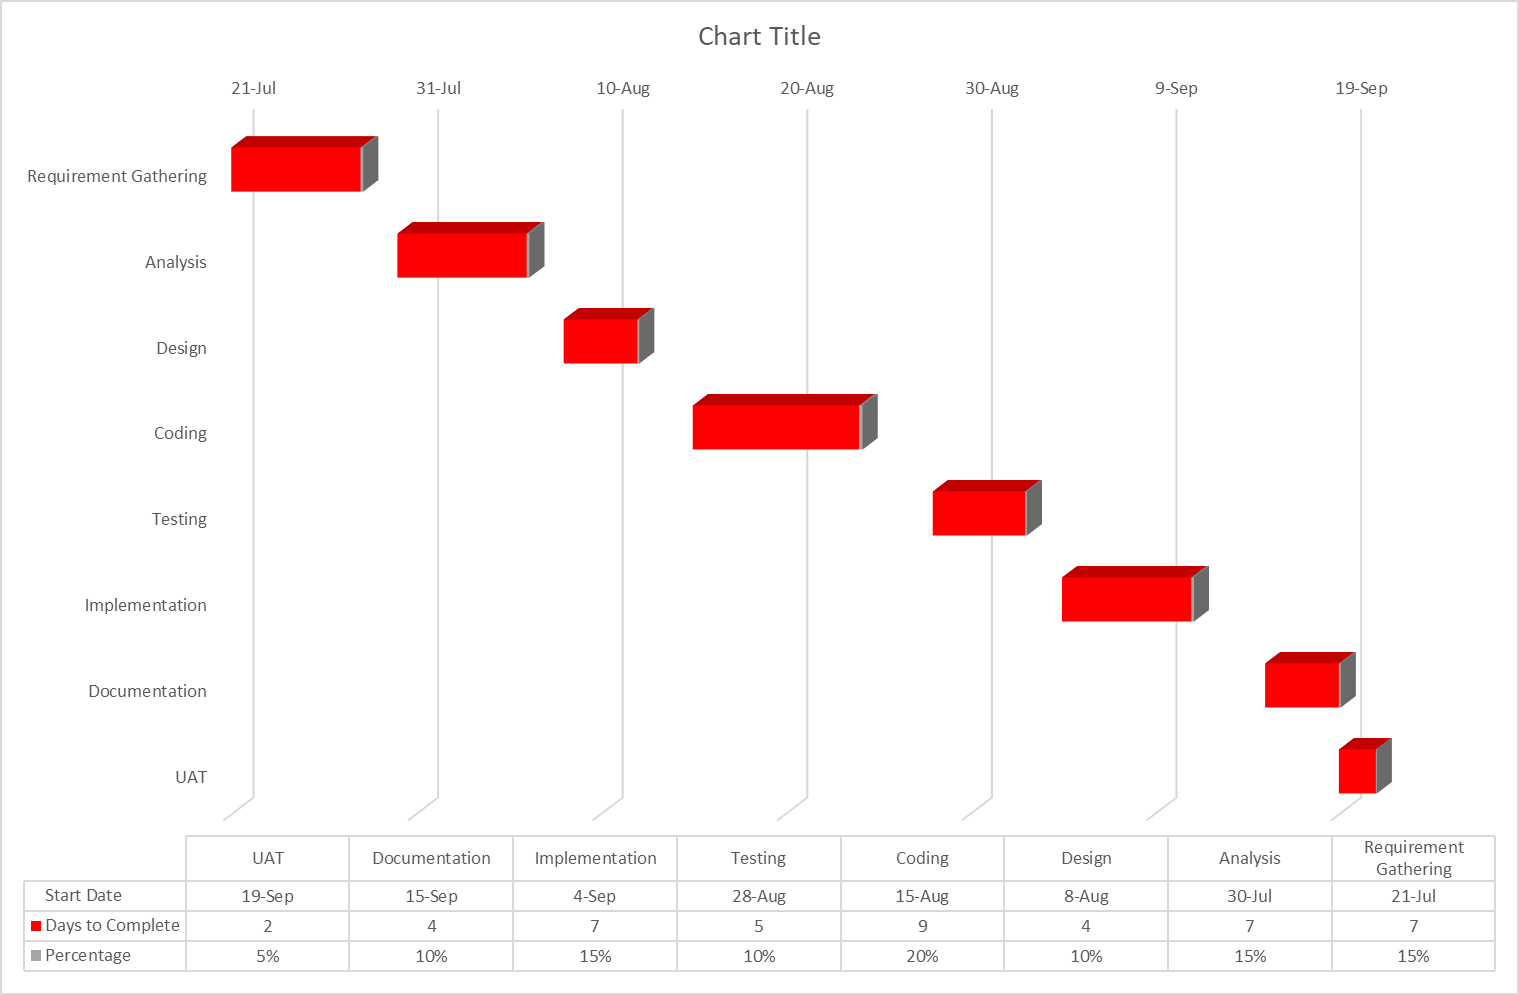 Chart Title
21-Jul 31-Jul 10-Aug 20-Aug 30-Aug 9-Sep 19-Sep
Requirement Gathering
Analysis
Design
Coding
Testing
Implementation
Documentation
UAT
UAT Documentation Implementation Testing Coding Design Analysis Requirement Gathering
Start Date 19-Sep 15-Sep 4-Sep 28-Aug 15-Aug 8-Aug 30-Jul 21-Jul
Days to Complete 2 4 7 5 9 4 7 7
Percentage 5% 10% 15% 10% 20% 10% 15% 15%